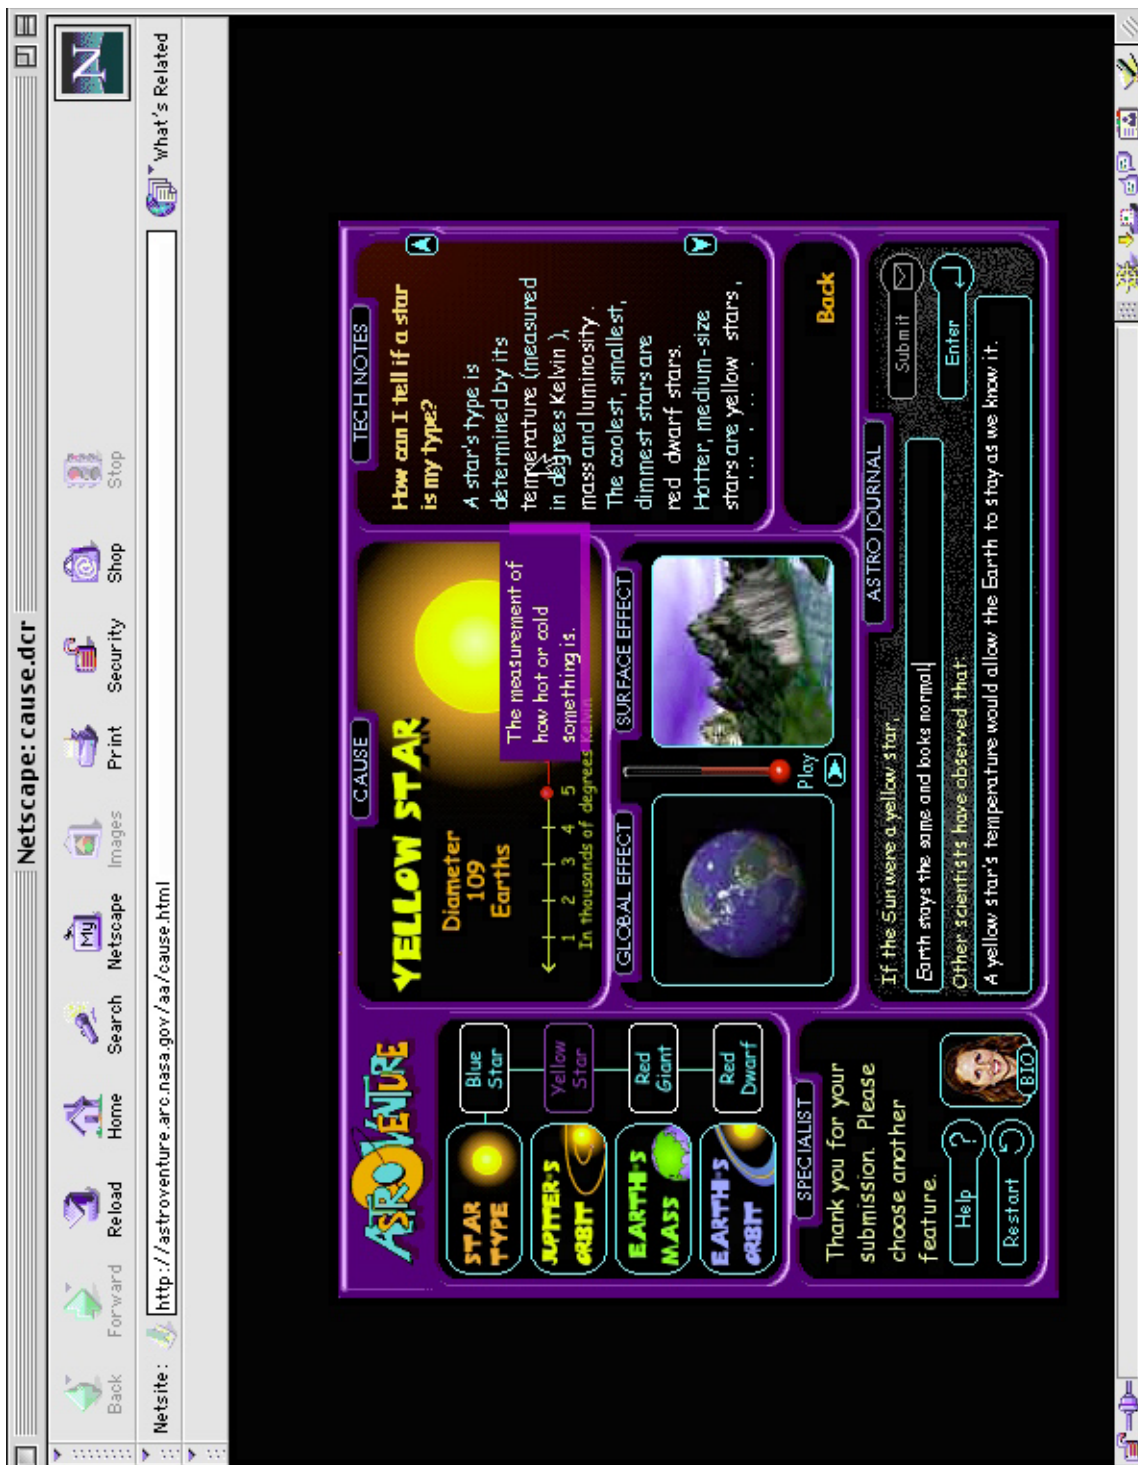 Netscape: cause.dcr
Back
Forward
Reload
Home
Search
Netscape
Images
Print
Security
Shop
Stop
My
N
Netsite:
http://astroventure.arc.nasa.gov/aa/cause.html
What's Related
ASTROVENTURE
STAR
TYPE
JUPITER'S
ORBIT
EARTH'S
MASS
EARTH'S
ORBIT
Blue
Star
Yellow
Star
Red
Giant
Red
Dwarf
CAUSE
YELLOW STAR
Diameter
109
Earths
1 2 3 4 5
In thousands of degrees Kelvin
The measurement of
how hot or cold
something is.
TECH NOTES
How can I tell if a star
is my type?
A star's type is
determined by its
temperature (measured
in degrees Kelvin ),
mass and luminosity .
The coolest, smallest,
dimmest stars are
red dwarf stars.
Hotter, medium-size
stars are yellow stars ,
GLOBAL EFFECT
SURFACE EFFECT
Play
Back
SPECIALIST
Thank you for your
submission. Please
choose another
feature.
Help
?
Restart
BIO
ASTRO JOURNAL
If the Sun were a yellow star,
Earth stays the same and looks normal
Other scientists have observed that:
A yellow star's temperature would allow the Earth to stay as we know it.
Submit
Enter